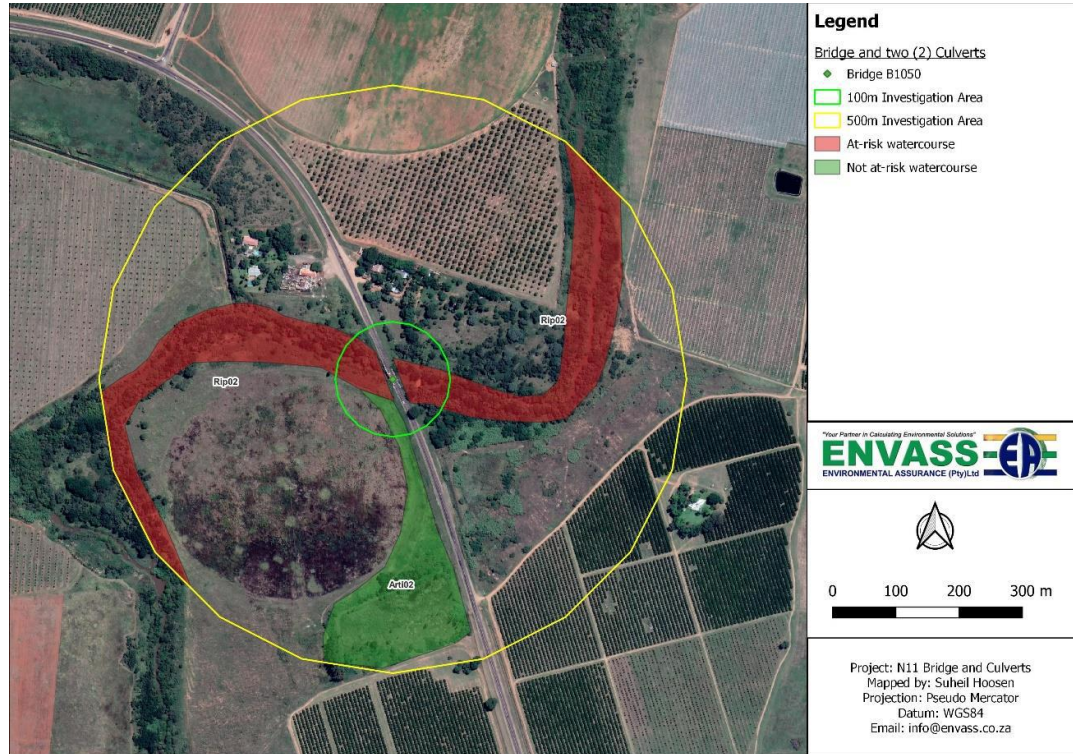 Legend
Bridge and two (2) Culverts
Bridge B1050
100m Investigation Area
500m Investigation Area
At-risk watercourse
Not at-risk watercourse
Rip02
Rip02
Arti02
"Your Partner in Calculating Environmental Solutions"
ENVASS
EA
ENVIRONMENTAL ASSURANCE (Pty)Ltd
0 100 200 300 m
Project: N11 Bridge and Culverts
Mapped by: Suheil Hoosen
Projection: Pseudo Mercator
Datum: WGS84
Email: info@envass.co.za